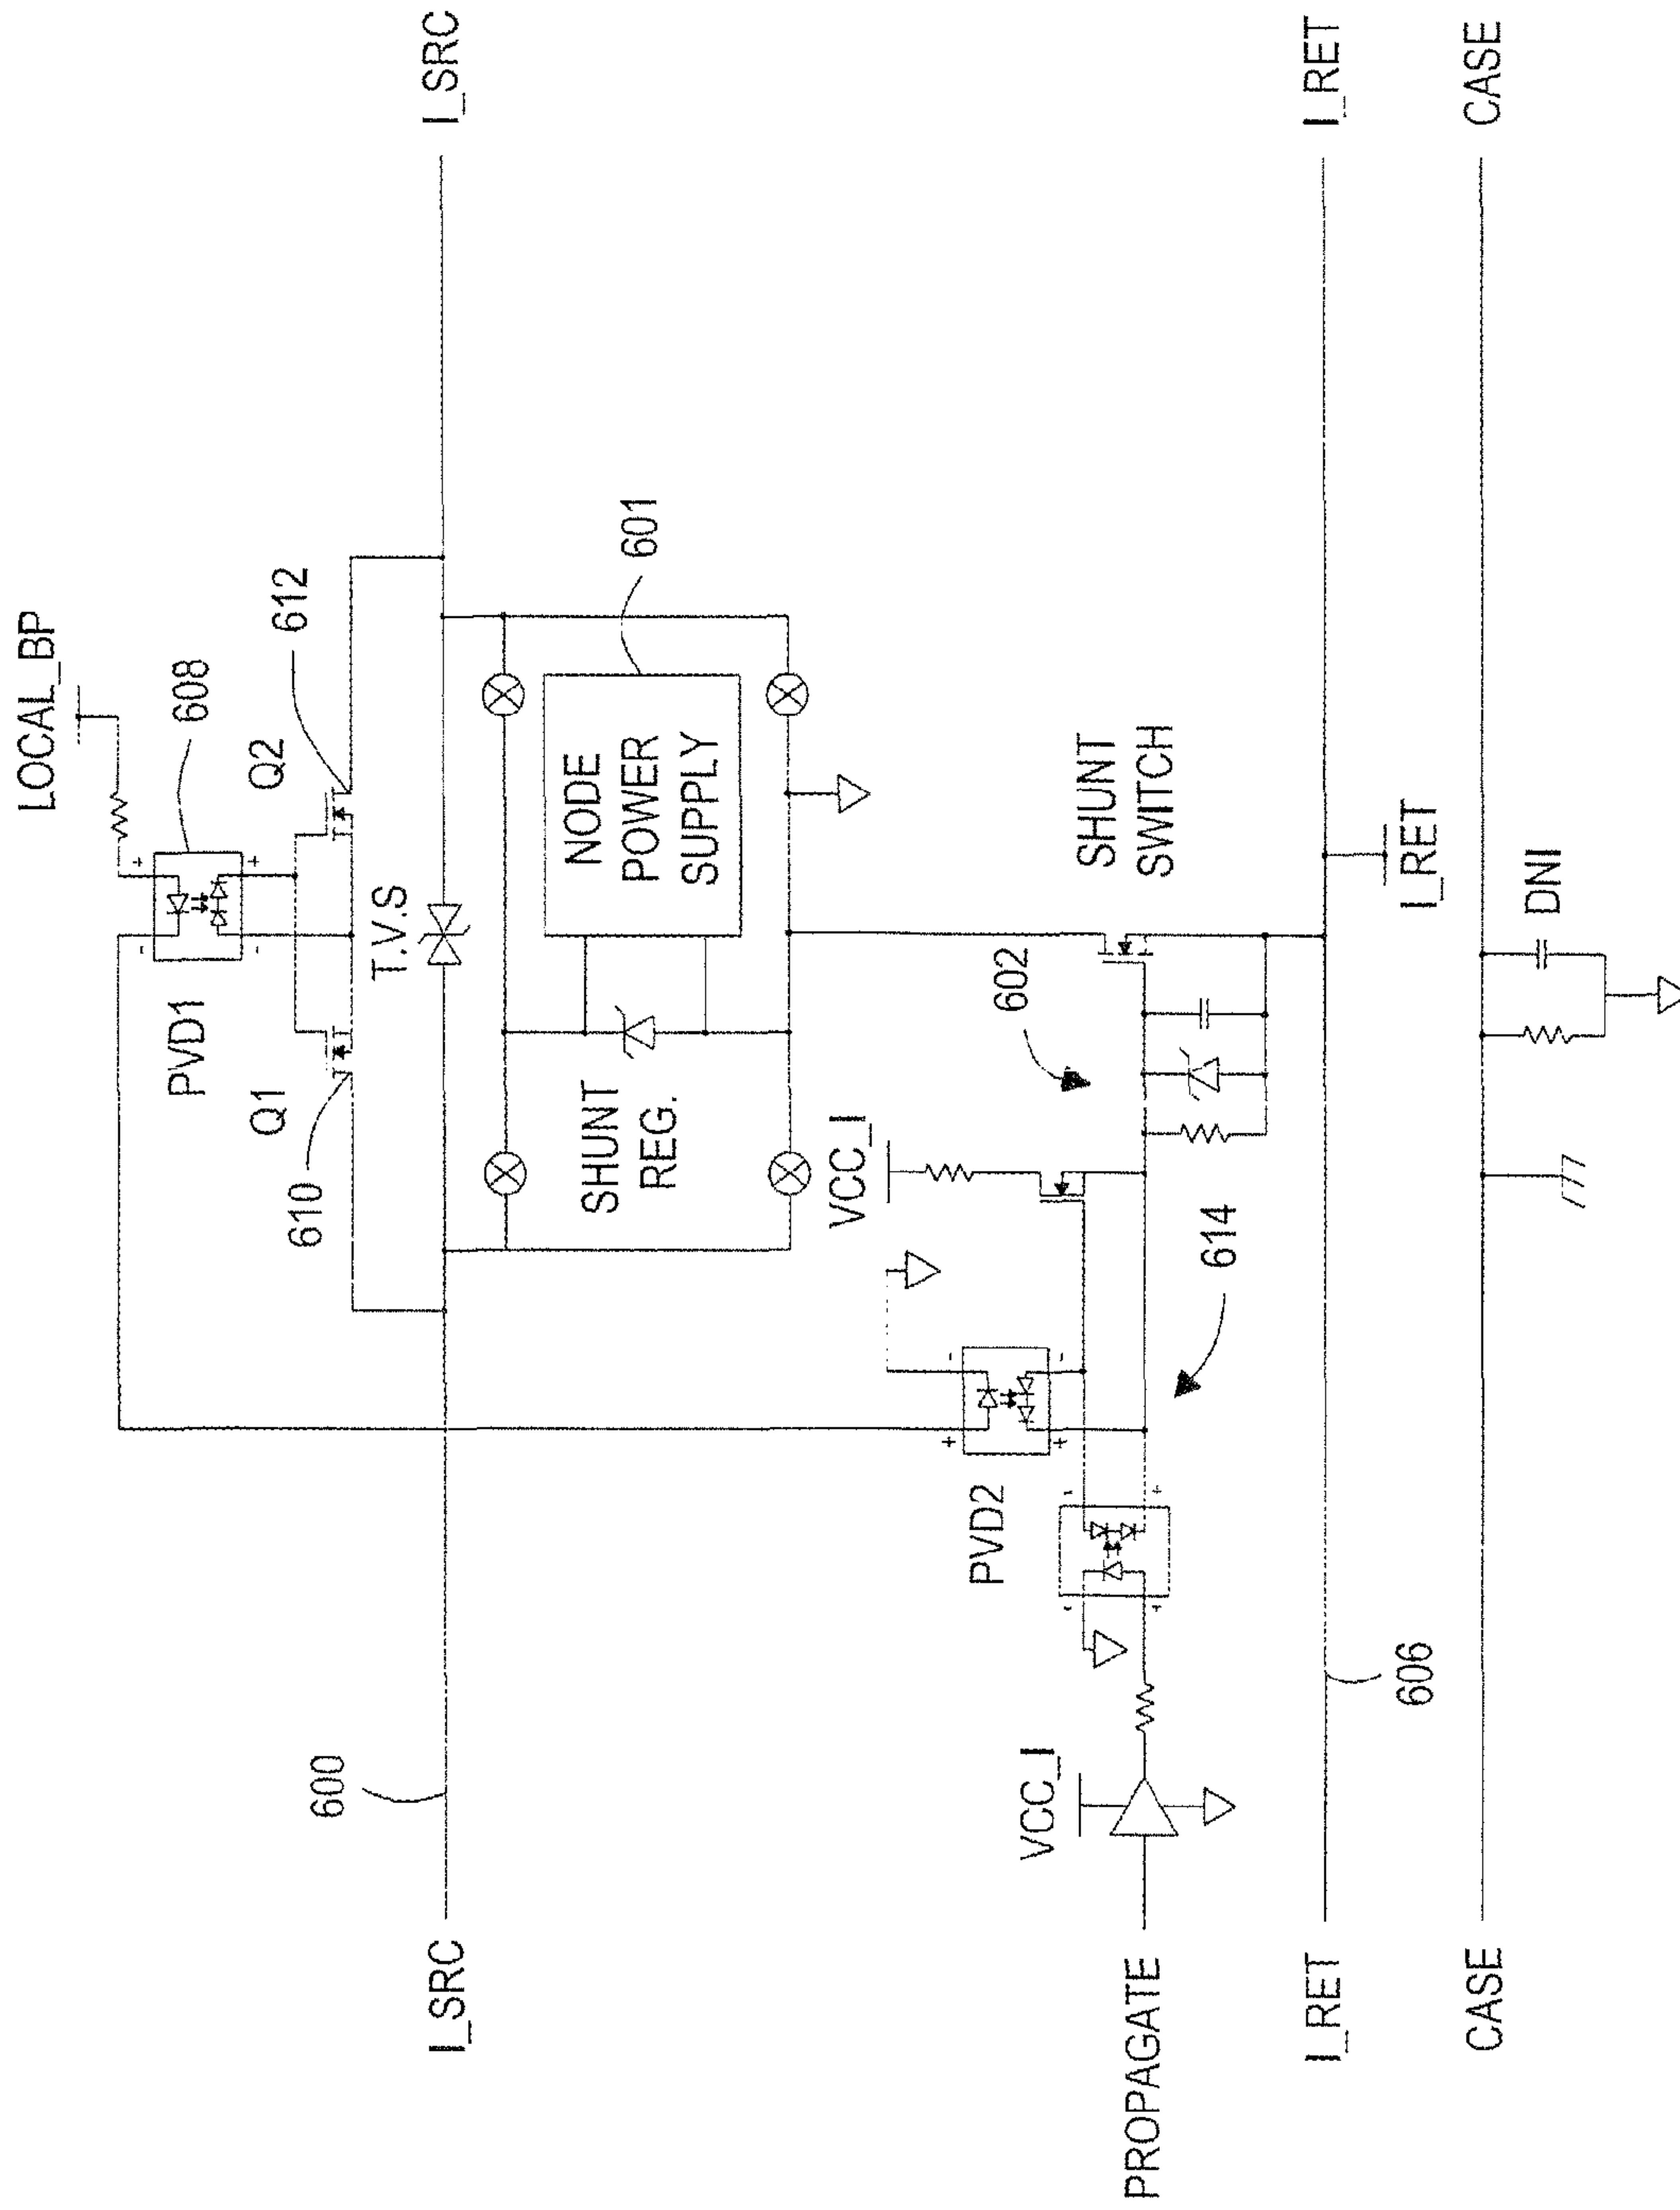 LOCAL_BP
608
PVD1
Q1
Q2
610
612
T.V.S
I_SRC
I_SRC
600
601
NODE
POWER
SUPPLY
SHUNT
REG.
VCC_I
602
SHUNT
SWITCH
PVD2
614
VCC_I
PROPAGATE
I_RET
I_RET
606
I_RET
CASE
CASE
DNI